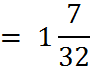 = 1 7/32